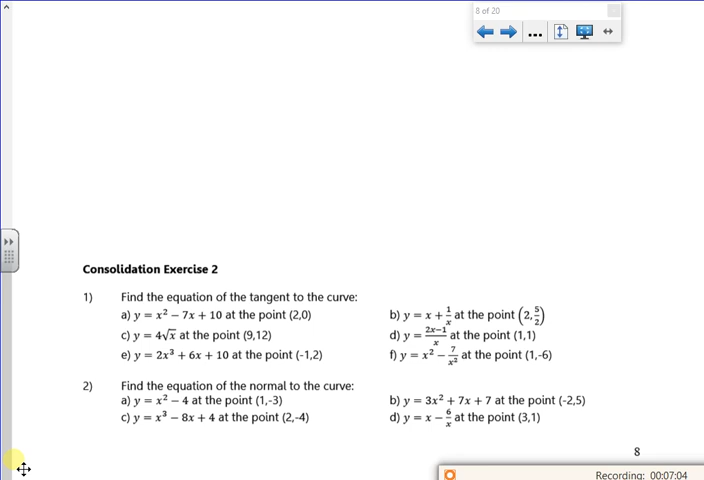 8 of 20
Consolidation Exercise 2
1) Find the equation of the tangent to the curve:
a) y = x² − 7x + 10 at the point (2,0) b) y = x + 1/x at the point (2, 5/2)
c) y = 4√x at the point (9,12) d) y = 2x−1/x at the point (1,1)
e) y = 2x³ + 6x + 10 at the point (-1,2) f) y = x² − 7/x² at the point (1,-6)
2) Find the equation of the normal to the curve:
a) y = x² − 4 at the point (1,-3) b) y = 3x² + 7x + 7 at the point (-2,5)
c) y = x³ − 8x + 4 at the point (2,-4) d) y = x − 6/x at the point (3,1)
8
Recording: 00:07:04